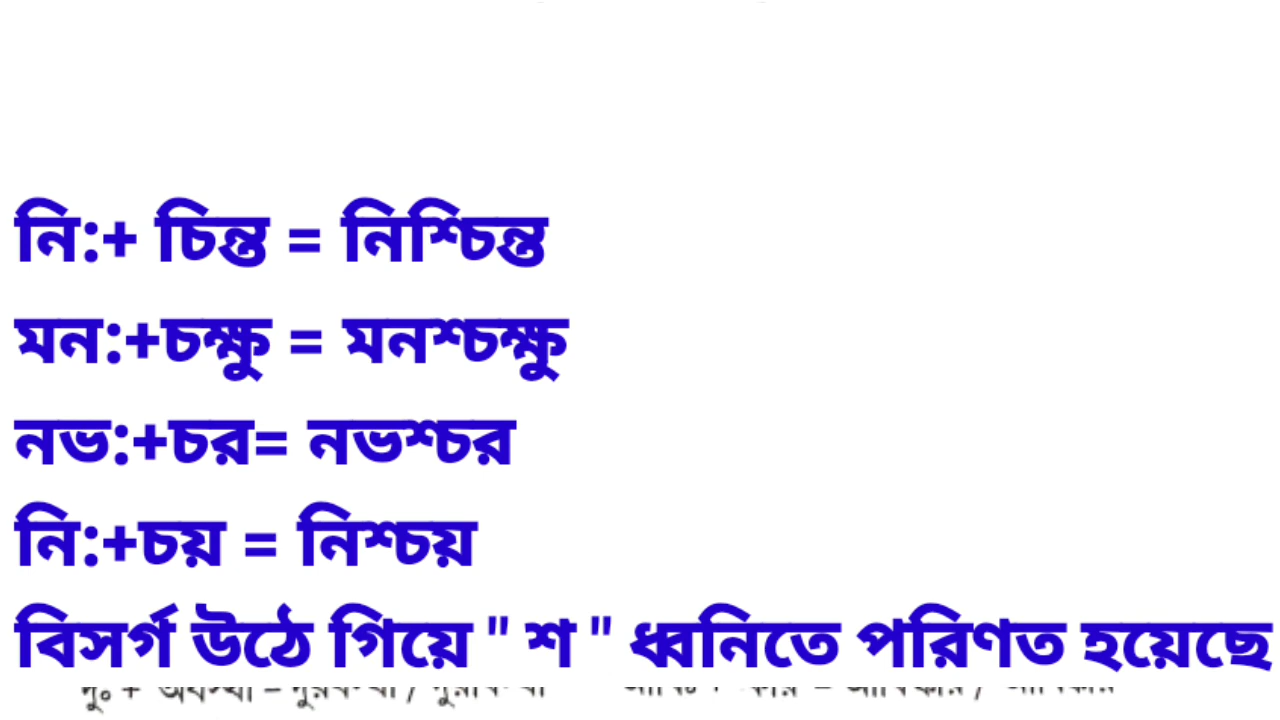 নি:+ চিন্ত = নিশ্চিন্ত
মন:+চক্ষু = মনশ্চক্ষু
নভ:+চর= নভশ্চর
নি:+চয় = নিশ্চয়
বিসর্গ উঠে গিয়ে " শ " ধ্বনিতে পরিণত হয়েছে